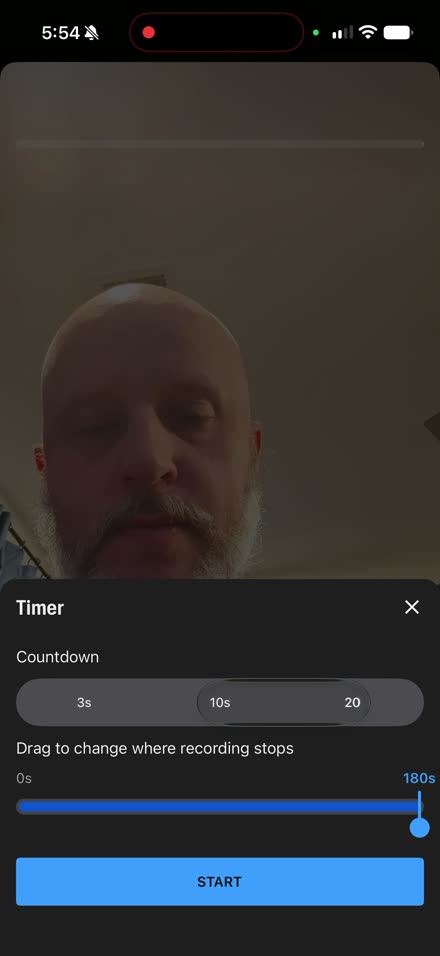 5:54
Timer
Countdown
3s 10s 20
Drag to change where recording stops
0s 180s
START